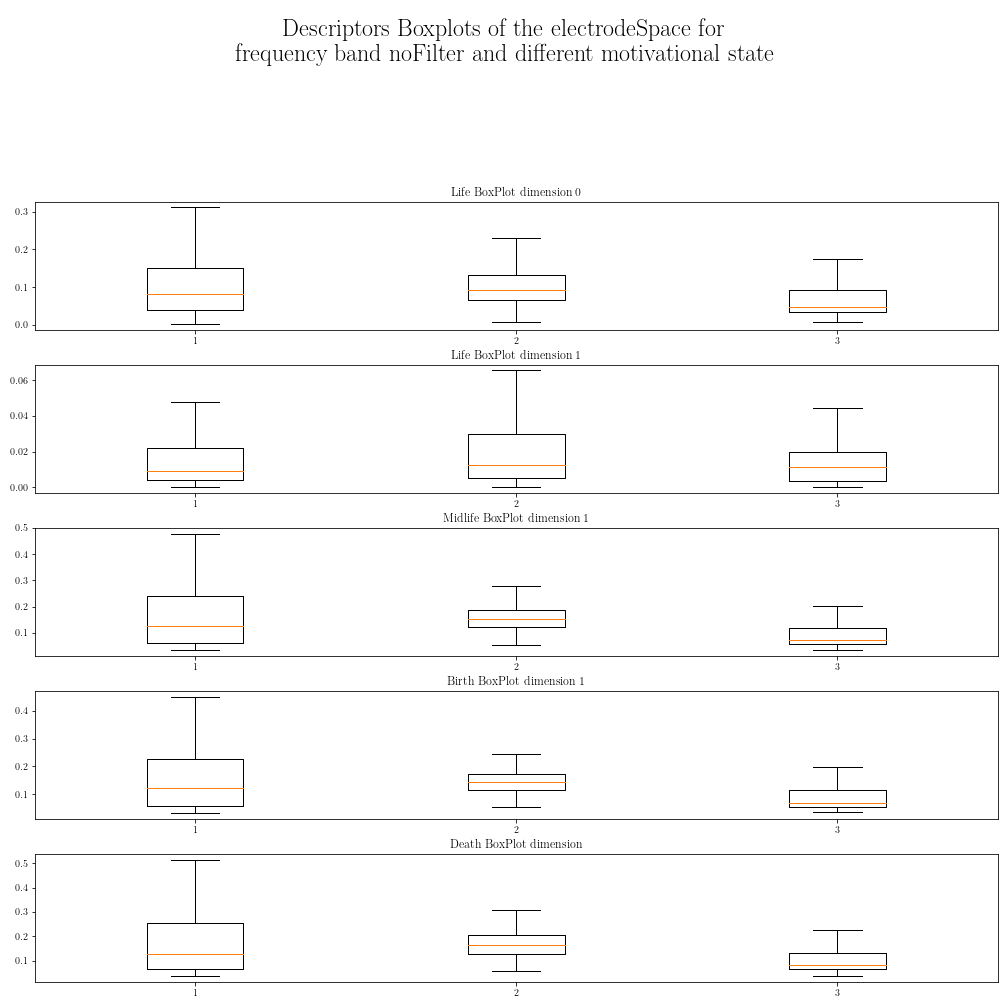 Descriptors Boxplots of the electrodeSpace for
frequency band noFilter and different motivational state
Life BoxPlot dimension 0
0.3
0.2
0.1
0.0
1 2 3
Life BoxPlot dimension 1
0.06
0.04
0.02
0.00
1 2 3
Midlife BoxPlot dimension 1
0.5
0.4
0.3
0.2
0.1
1 2 3
Birth BoxPlot dimension 1
0.4
0.3
0.2
0.1
1 2 3
Death BoxPlot dimension
0.5
0.4
0.3
0.2
0.1
1 2 3